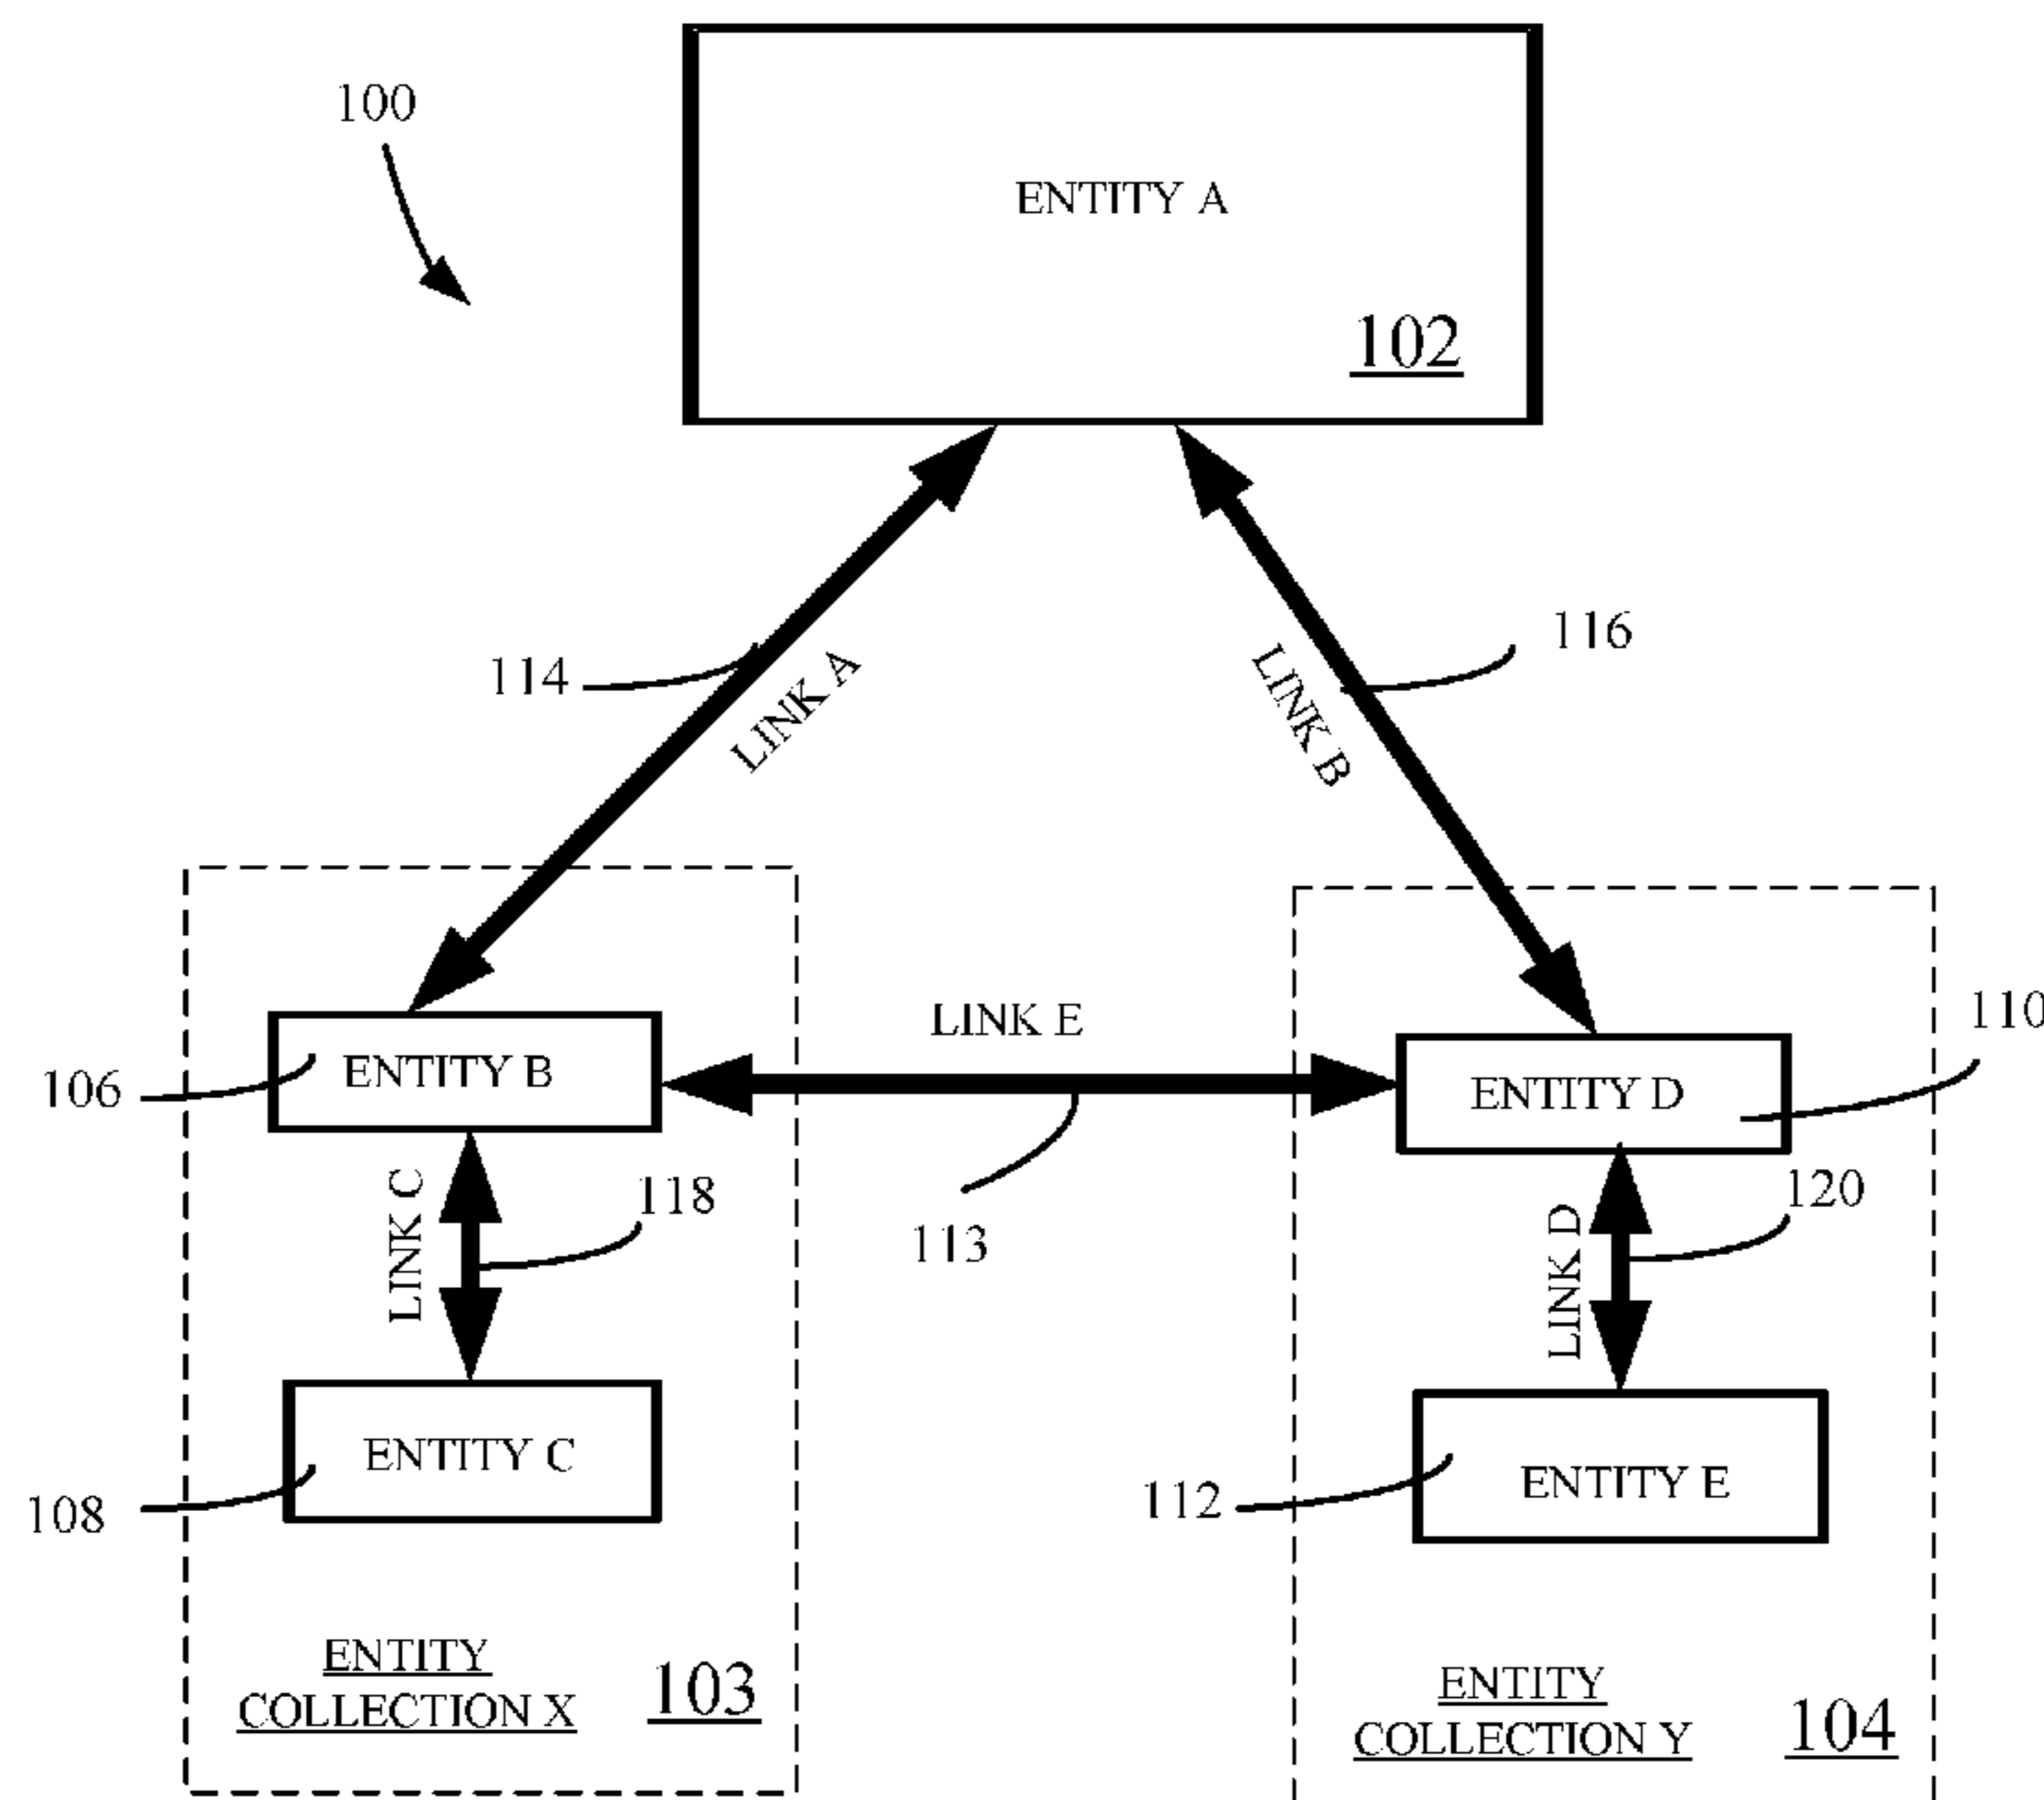 100
ENTITY A
102
114
LINK A
116
LINK B
106
ENTITY B
LINK E
113
110
ENTITY D
LINK C
118
LINK D
120
108
ENTITY C
112
ENTITY E
ENTITY
COLLECTION X
103
ENTITY
COLLECTION Y
104